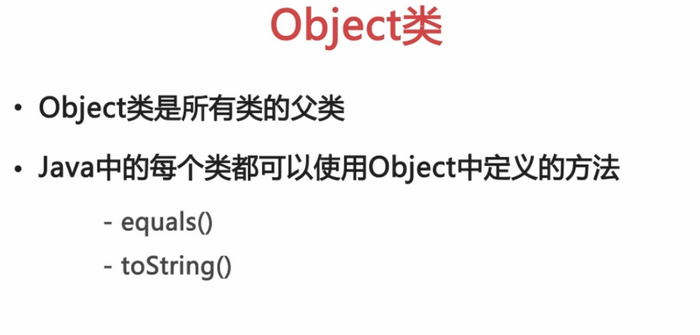 Object类
• Object类是所有类的父类
• Java中的每个类都可以使用Object中定义的方法
- equals()
- toString()